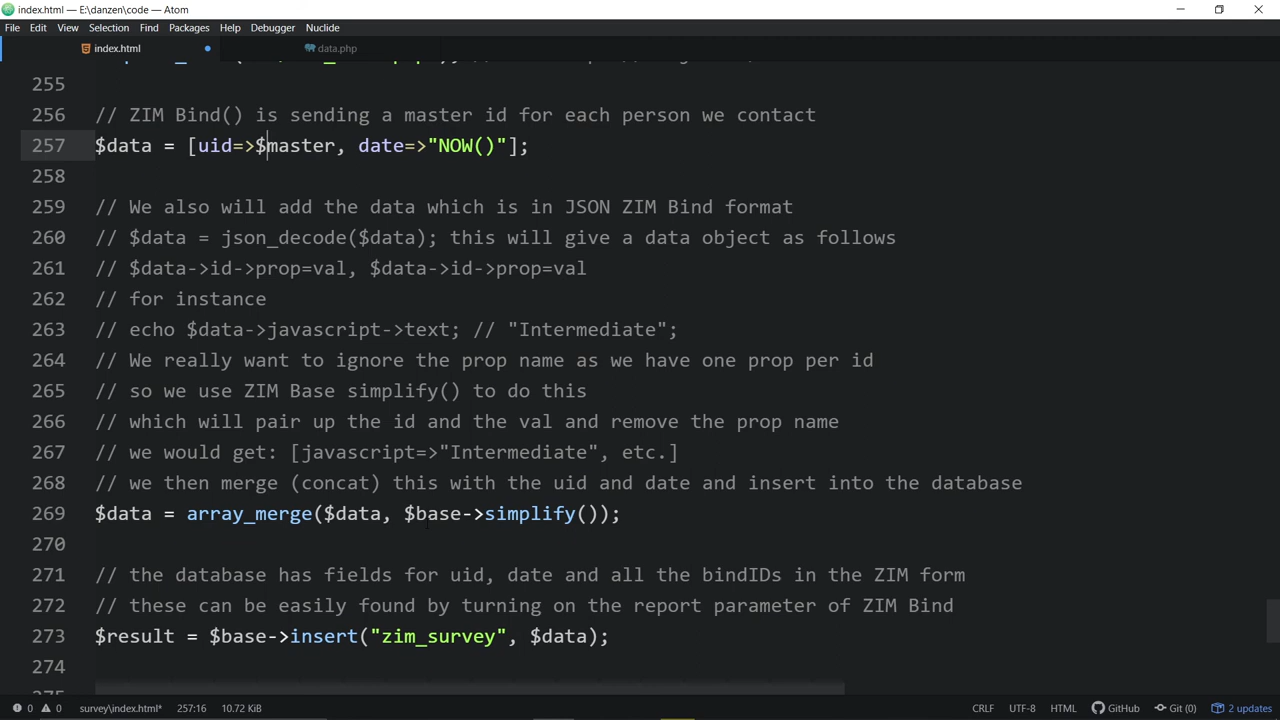 index.html — E:\danzen\code — Atom
File Edit View Selection Find Packages Help Debugger Nuclide
index.html data.php
255
256 // ZIM Bind() is sending a master id for each person we contact
257 $data = [uid=>$master, date=>"NOW()"];
258
259 // We also will add the data which is in JSON ZIM Bind format
260 // $data = json_decode($data); this will give a data object as follows
261 // $data->id->prop=val, $data->id->prop=val
262 // for instance
263 // echo $data->javascript->text; // "Intermediate";
264 // We really want to ignore the prop name as we have one prop per id
265 // so we use ZIM Base simplify() to do this
266 // which will pair up the id and the val and remove the prop name
267 // we would get: [javascript=>"Intermediate", etc.]
268 // we then merge (concat) this with the uid and date and insert into the database
269 $data = array_merge($data, $base->simplify());
270
271 // the database has fields for uid, date and all the bindIDs in the ZIM form
272 // these can be easily found by turning on the report parameter of ZIM Bind
273 $result = $base->insert("zim_survey", $data);
274
0 0 survey\index.html* 257:16 10.72 KiB CRLF UTF-8 HTML GitHub Git (0) 2 updates